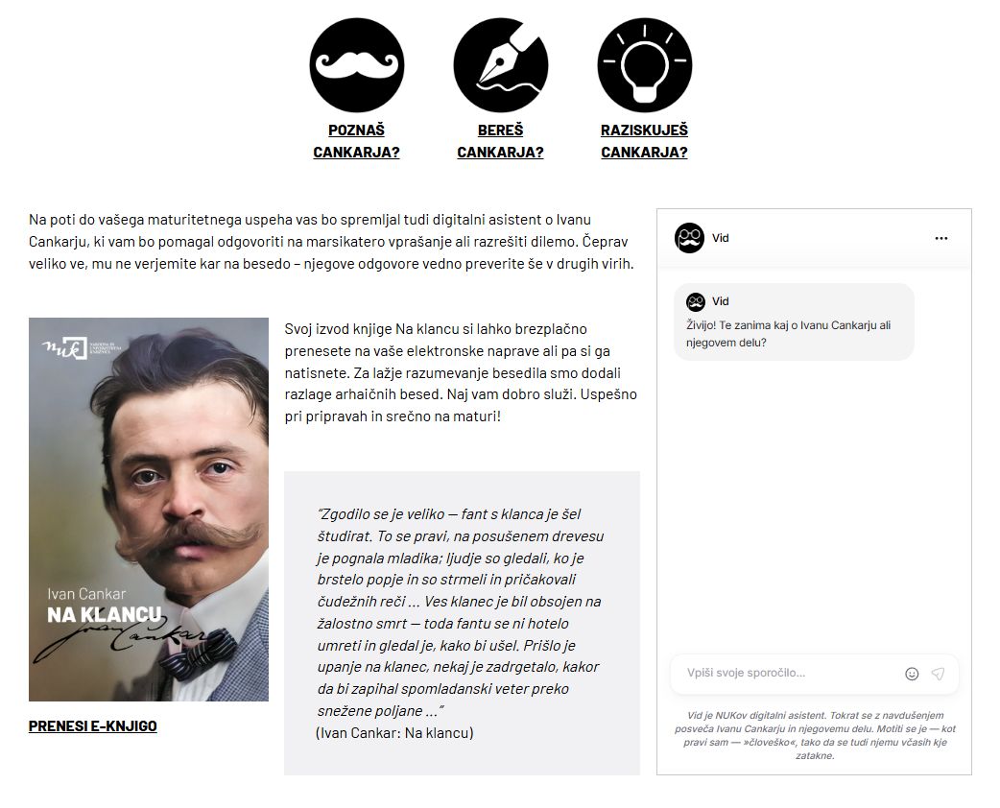 POZNAŠ
CANKARJA?
BEREŠ
CANKARJA?
RAZISKUJEŠ
CANKARJA?
Na poti do vašega maturitetnega uspeha vas bo spremljal tudi digitalni asistent o Ivanu
Cankarju, ki vam bo pomagal odgovoriti na marsikatero vprašanje ali razrešiti dilemo. Čeprav
veliko ve, mu ne verjemite kar na besedo – njegove odgovore vedno preverite še v drugih virih.
nuk
NARODNA IN
UNIVERZITETNA
KNJIŽNICA
Ivan Cankar
NA KLANCU
Ivan Cankar
PRENESI E-KNJIGO
Svoj izvod knjige Na klancu si lahko brezplačno
prenesete na vaše elektronske naprave ali pa si ga
natisnete. Za lažje razumevanje besedila smo dodali
razlage arhaičnih besed. Naj vam dobro služi. Uspešno
pri pripravah in srečno na maturi!
“Zgodilo se je veliko — fant s klanca je šel
študirat. To se pravi, na posušenem drevesu
je pognala mladika; ljudje so gledali, ko je
brstelo popje in so strmeli in pričakovali
čudežnih reči ... Ves klanec je bil obsojen na
žalostno smrt — toda fantu se ni hotelo
umreti in gledal je, kako bi ušel. Prišlo je
upanje na klanec, nekaj je zadrgetalo, kakor
da bi zapihal spomladanski veter preko
snežene poljane ...”
(Ivan Cankar: Na klancu)
Vid
Vid
Živijo! Te zanima kaj o Ivanu Cankarju ali
njegovem delu?
Vpiši svoje sporočilo...
Vid je NUKov digitalni asistent. Tokrat se z navdušenjem
posveča Ivanu Cankarju in njegovemu delu. Motiti se je — kot
pravi sam — »človeško«, tako da se tudi njemu včasih kje
zatakne.